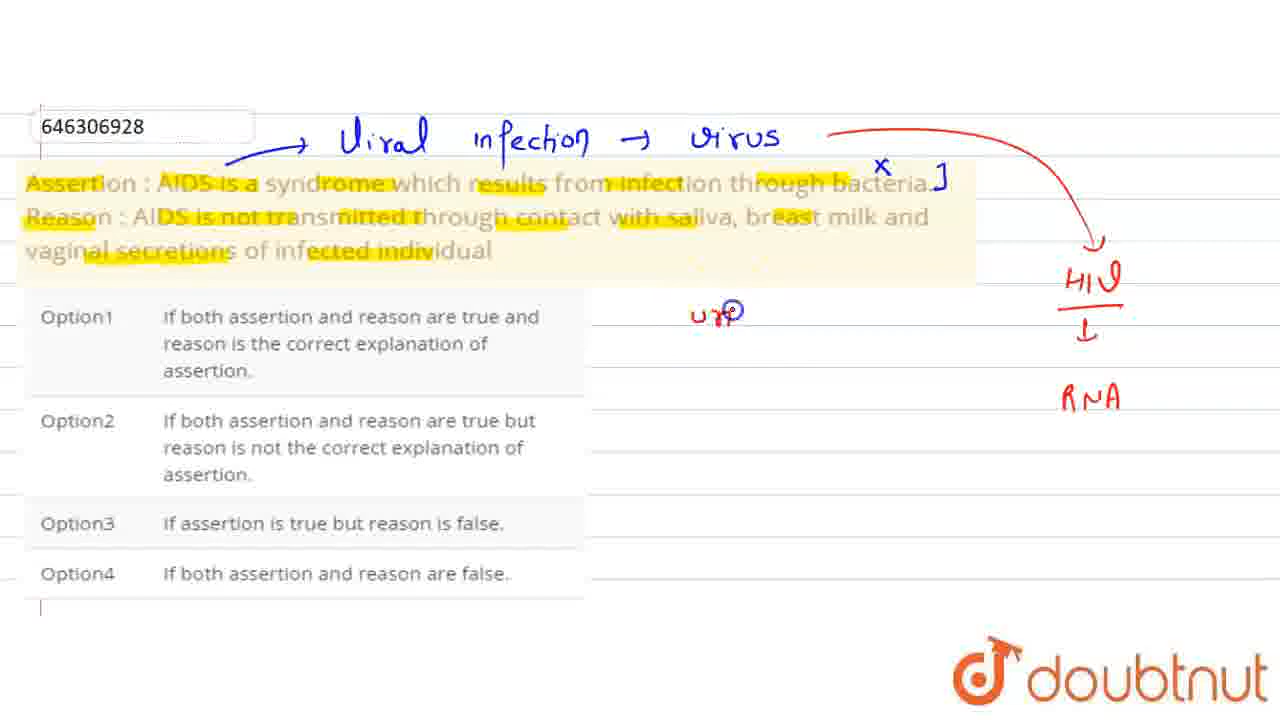 646306928
Viral infection → virus
Assertion : AIDS is a syndrome which results from infection through bacteria. x ]
Reason : AIDS is not transmitted through contact with saliva, breast milk and
vaginal secretions of infected individual
HIV
RNA
Option1 If both assertion and reason are true and
reason is the correct explanation of
assertion.
Option2 If both assertion and reason are true but
reason is not the correct explanation of
assertion.
Option3 If assertion is true but reason is false.
Option4 If both assertion and reason are false.
doubtnut